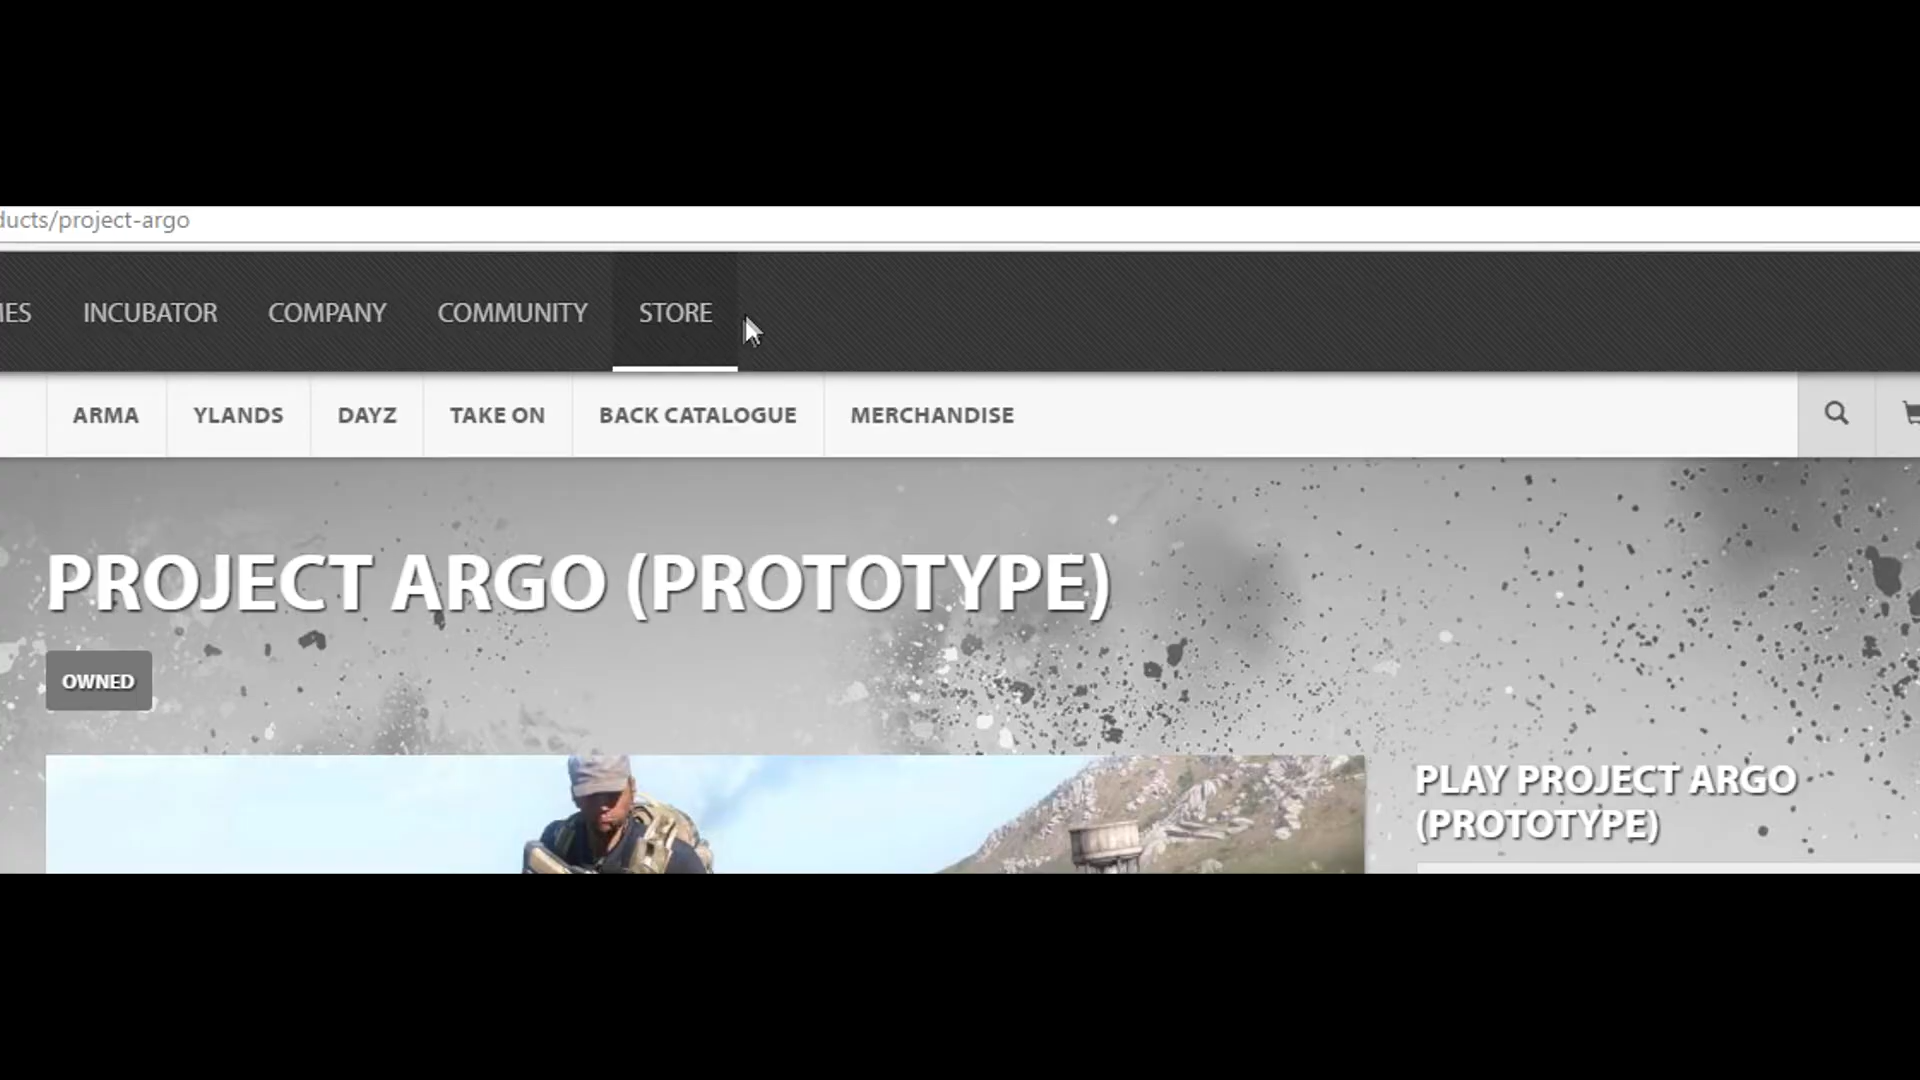 ducts/project-argo
MES INCUBATOR COMPANY COMMUNITY STORE
ARMA YLANDS DAYZ TAKE ON BACK CATALOGUE MERCHANDISE
PROJECT ARGO (PROTOTYPE)
OWNED
PLAY PROJECT ARGO
(PROTOTYPE)